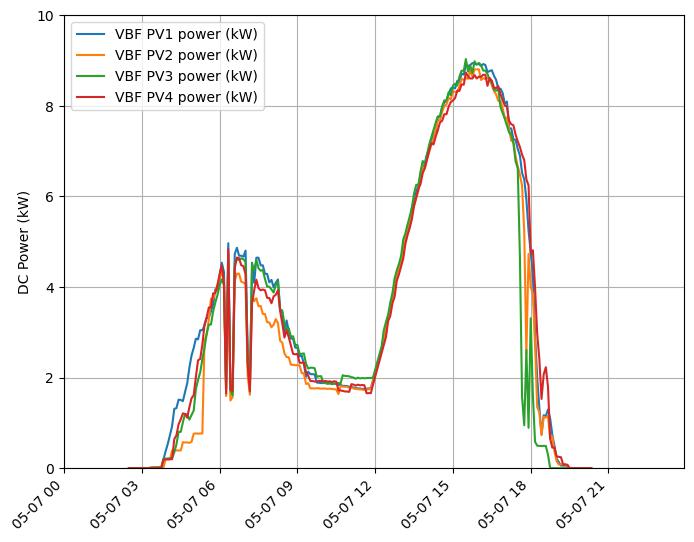 VBF PV1 power (kW)
VBF PV2 power (kW)
VBF PV3 power (kW)
VBF PV4 power (kW)
DC Power (kW)
10
8
6
4
2
0
05-07 00
05-07 03
05-07 06
05-07 09
05-07 12
05-07 15
05-07 18
05-07 21